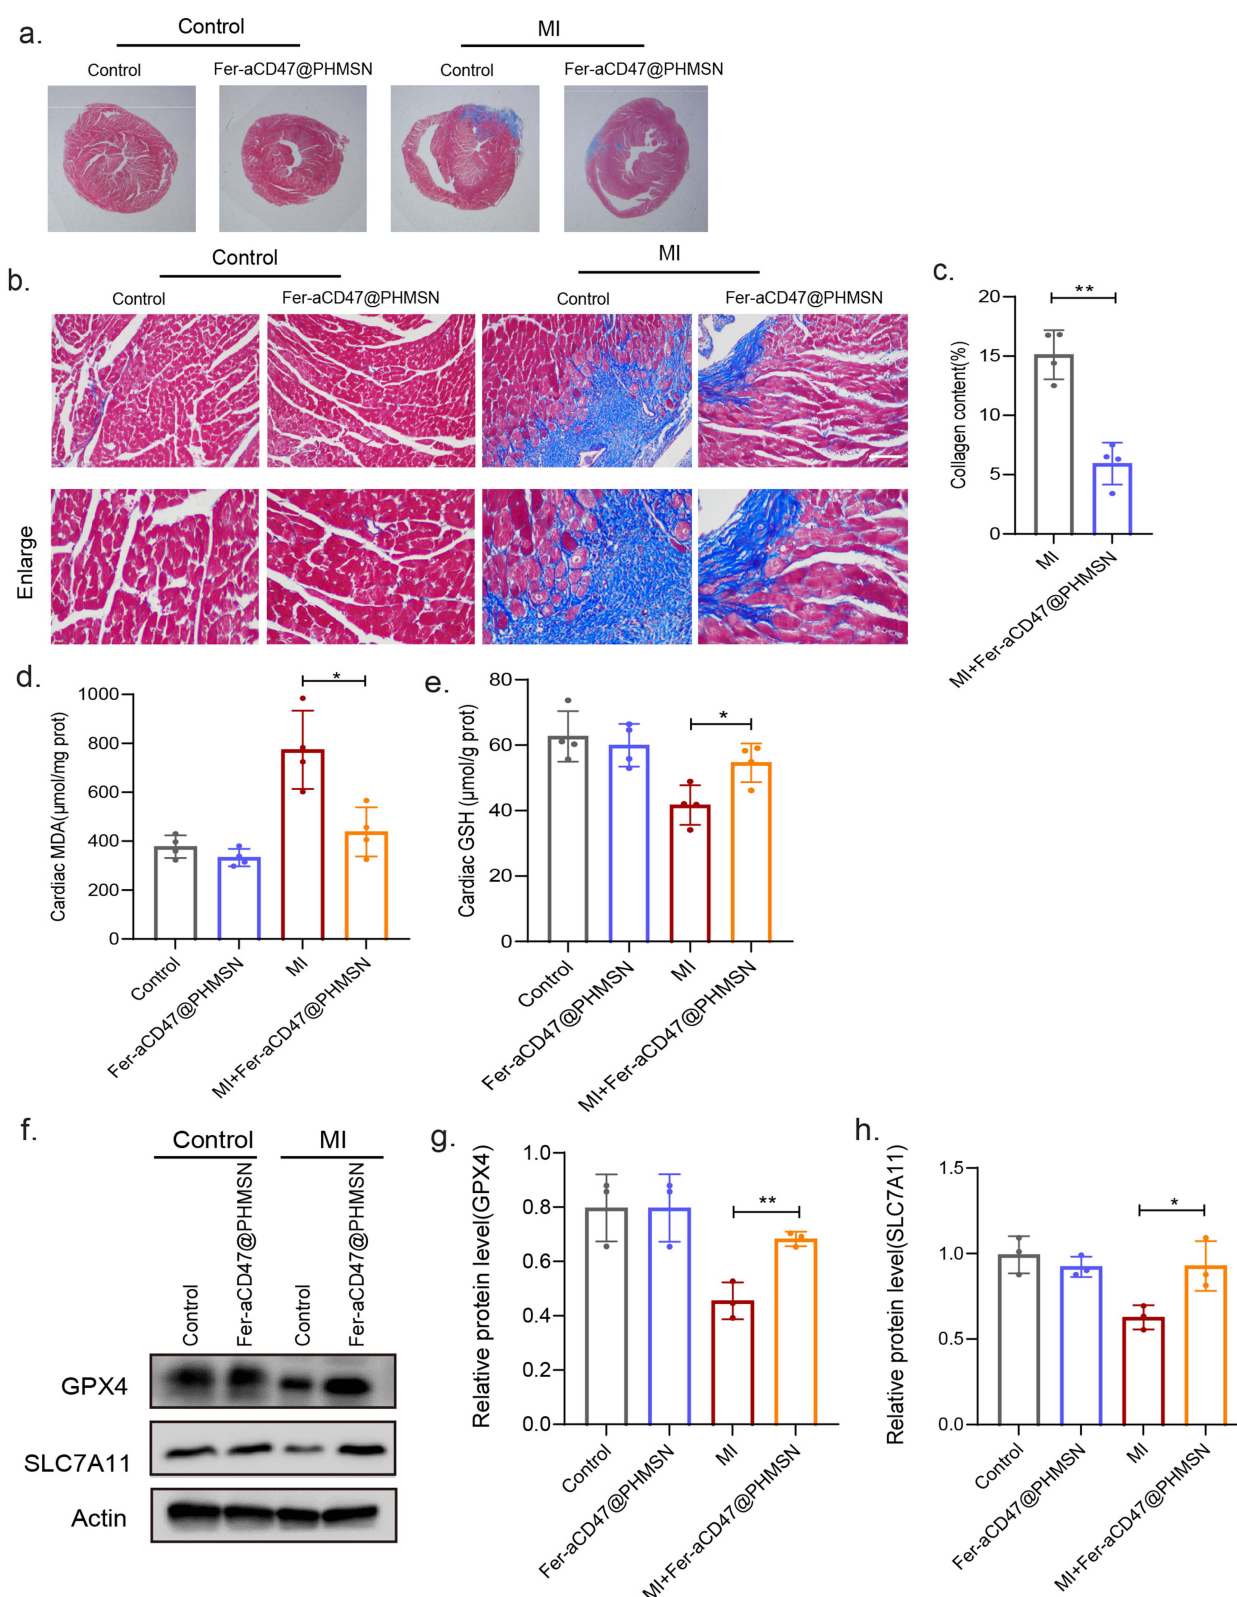 a.
Control
MI
Control
Fer-aCD47@PHMSN
Control
Fer-aCD47@PHMSN
b.
Control
MI
Control
Fer-aCD47@PHMSN
Control
Fer-aCD47@PHMSN
Enlarge
c.
Collagen content(%)
20
15
10
5
0
**
MI
MI+Fer-aCD47@PHMSN
d.
Cardiac MDA(μmol/mg prot)
1000
800
600
400
200
0
*
Control
Fer-aCD47@PHMSN
MI
MI+Fer-aCD47@PHMSN
e.
Cardiac GSH (μmol/g prot)
80
60
40
20
0
*
Control
Fer-aCD47@PHMSN
MI
MI+Fer-aCD47@PHMSN
f.
Control
MI
Control
Fer-aCD47@PHMSN
Control
Fer-aCD47@PHMSN
GPX4
SLC7A11
Actin
g.
Relative protein level(GPX4)
1.0
0.8
0.6
0.4
0.2
0.0
**
Control
Fer-aCD47@PHMSN
MI
MI+Fer-aCD47@PHMSN
h.
Relative protein level(SLC7A11)
1.5
1.0
0.5
0.0
*
Control
Fer-aCD47@PHMSN
MI
MI+Fer-aCD47@PHMSN